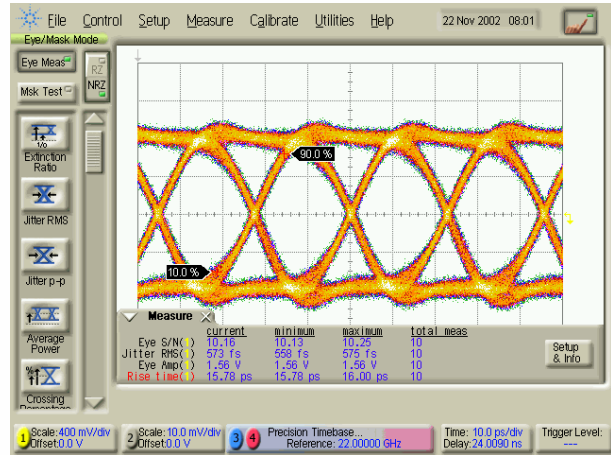 File Control Setup Measure Calibrate Utilities Help 22 Nov 2002 08:01
Eye/Mask Mode
Eye Meas
RZ
NRZ
Msk Test
1/0
Extinction
Ratio
Jitter RMS
Jitter p-p
Average
Power
%
Crossing
Percentage
90.0 %
10.0 %
Measure
current minimum maximum total meas
Eye S/N(1) 10.16 10.13 10.25 10
Jitter RMS(1) 573 fs 558 fs 575 fs 10
Eye Amp(1) 1.56 V 1.56 V 1.56 V 10
Rise time(1) 15.78 ps 15.78 ps 16.00 ps 10
Setup
& Info
1 Scale:400 mV/div
Offset:0.0 V
2 Scale:10.0 mV/div
Offset:0.0 V
3 4 Precision Timebase...
Reference: 22.00000 GHz
Time: 10.0 ps/div
Delay:24.0090 ns
Trigger Level:
---